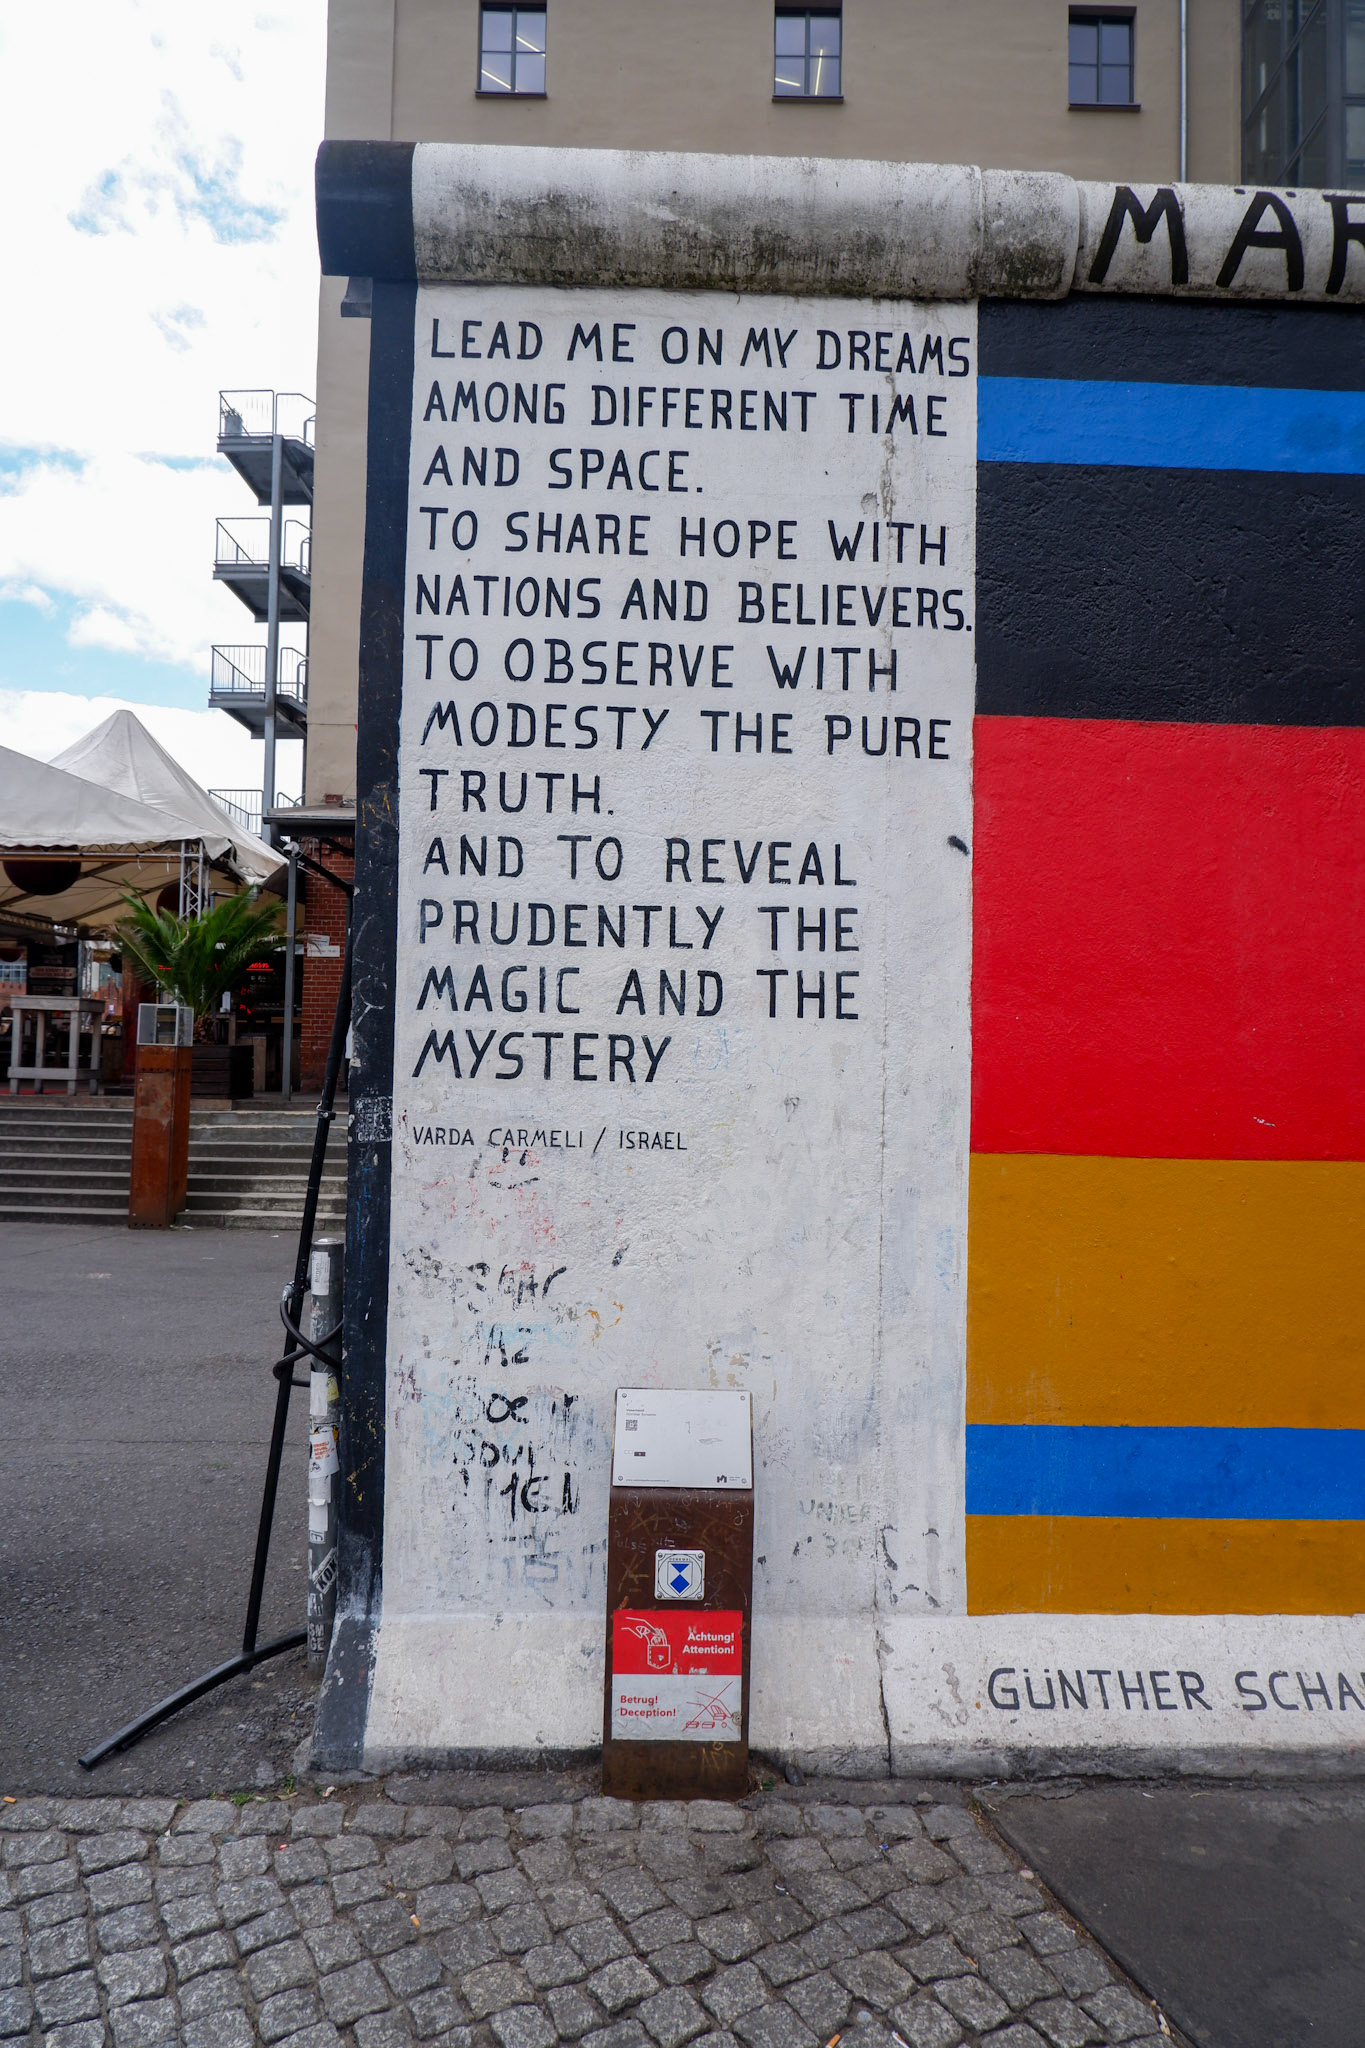 MÄR
LEAD ME ON MY DREAMS
AMONG DIFFERENT TIME
AND SPACE.
TO SHARE HOPE WITH
NATIONS AND BELIEVERS.
TO OBSERVE WITH
MODESTY THE PURE
TRUTH.
AND TO REVEAL
PRUDENTLY THE
MAGIC AND THE
MYSTERY
VARDA CARMELI / ISRAEL
Achtung!
Attention!
Betrug!
Deception!
GÜNTHER SCHA